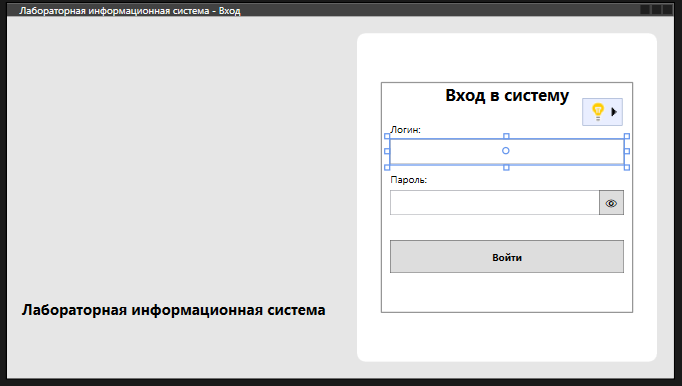 Лабораторная информационная система - Вход
Вход в систему
Логин:
Пароль:
Войти
Лабораторная информационная система